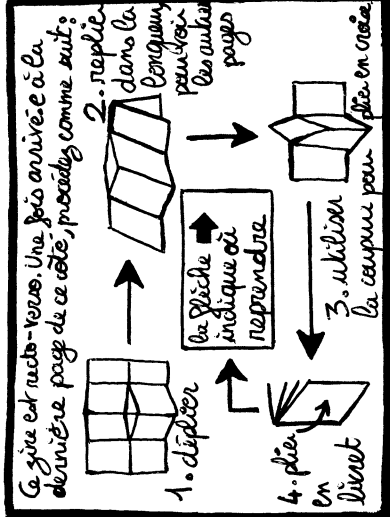 Ce zine est recto-verso. Une fois arrivé·e à la
dernière page de ce côté, procédez comme suit :
1. déplier
2. replier
dans la
longueur
pour voir
les autres
pages
3. utiliser
la coupure pour plier en croix
4. plier
en
livret
la flèche
indique où
reprendre